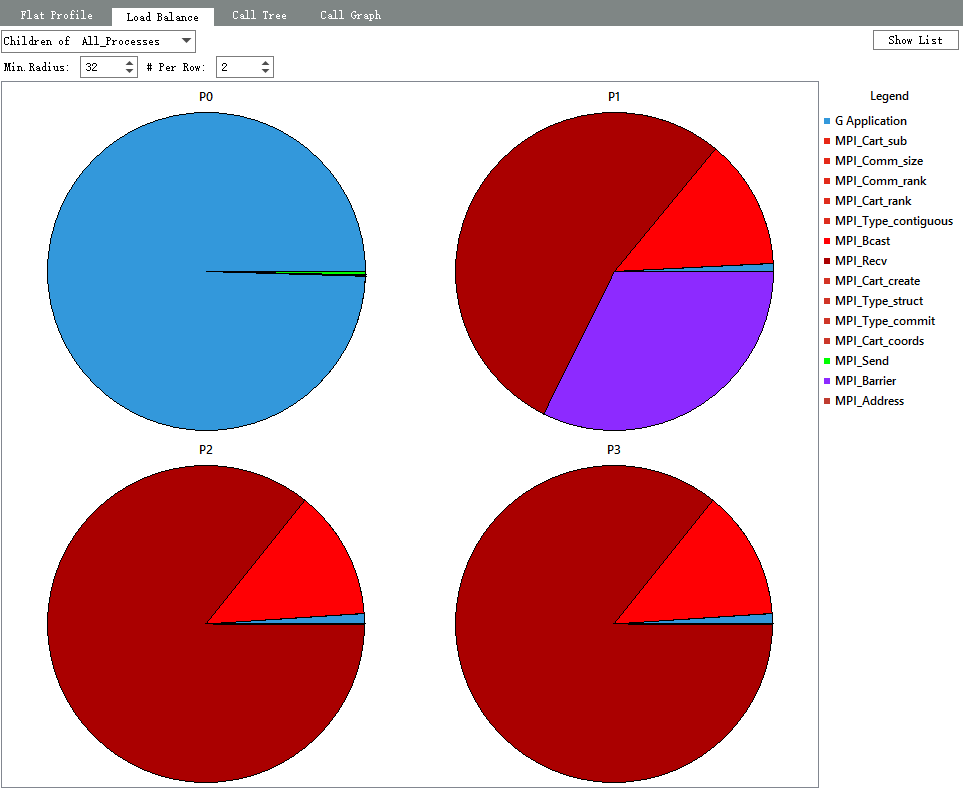 Flat Profile Load Balance Call Tree Call Graph
Children of All_Processes Show List
Min.Radius: 32 # Per Row: 2
P0 P1
P2 P3
Legend
G Application
MPI_Cart_sub
MPI_Comm_size
MPI_Comm_rank
MPI_Cart_rank
MPI_Type_contiguous
MPI_Bcast
MPI_Recv
MPI_Cart_create
MPI_Type_struct
MPI_Type_commit
MPI_Cart_coords
MPI_Send
MPI_Barrier
MPI_Address